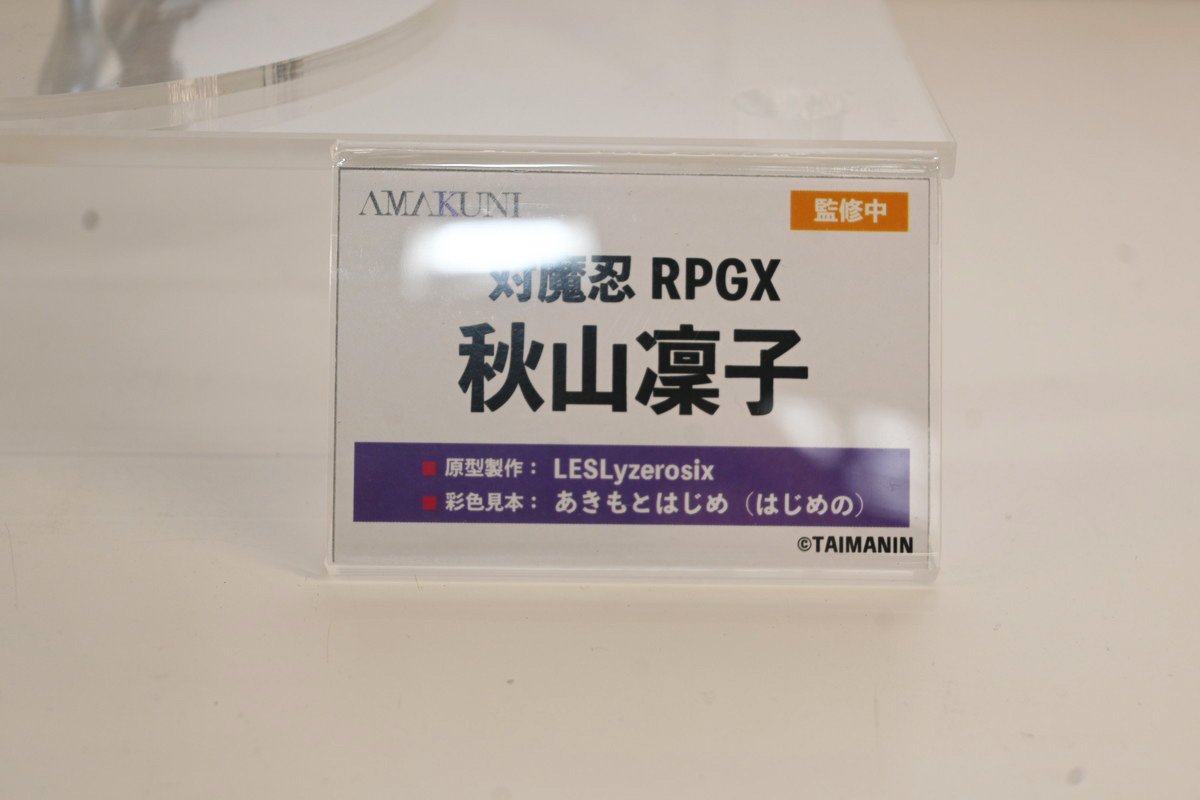 AMAKUNI
監修中
対魔忍 RPGX
秋山凜子
■ 原型製作： LESLyzerosix
■ 彩色見本： あきもとはじめ（はじめの）
©TAIMANIN